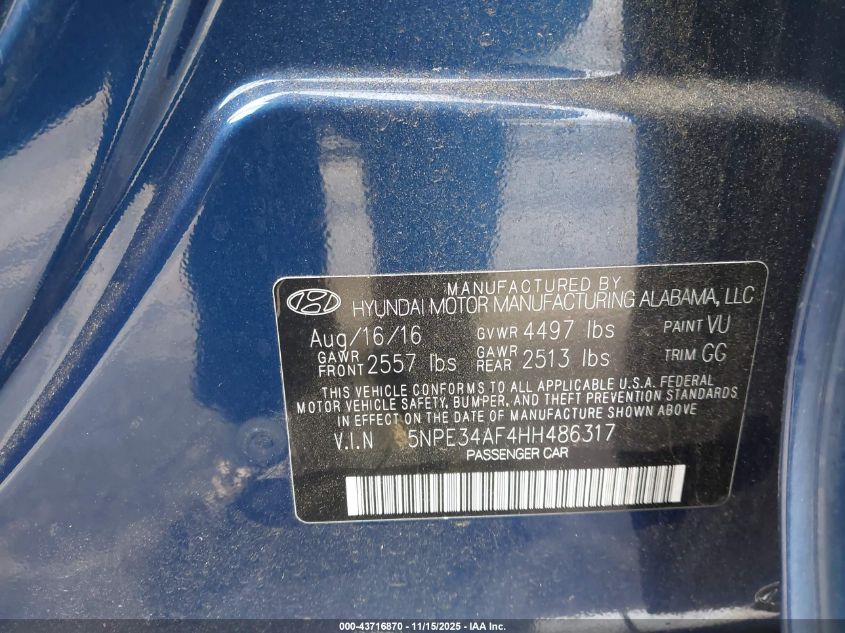 MANUFACTURED BY
HYUNDAI MOTOR MANUFACTURING ALABAMA, LLC
Aug/16/16 GVWR 4497 lbs PAINT VU
GAWR FRONT 2557 lbs GAWR REAR 2513 lbs TRIM GG
THIS VEHICLE CONFORMS TO ALL APPLICABLE U.S.A. FEDERAL
MOTOR VEHICLE SAFETY, BUMPER, AND THEFT PREVENTION STANDARDS
IN EFFECT ON THE DATE OF MANUFACTURE SHOWN ABOVE
V.I.N 5NPE34AF4HH486317
PASSENGER CAR
000-43716870 - 11/15/2025 - IAA Inc.